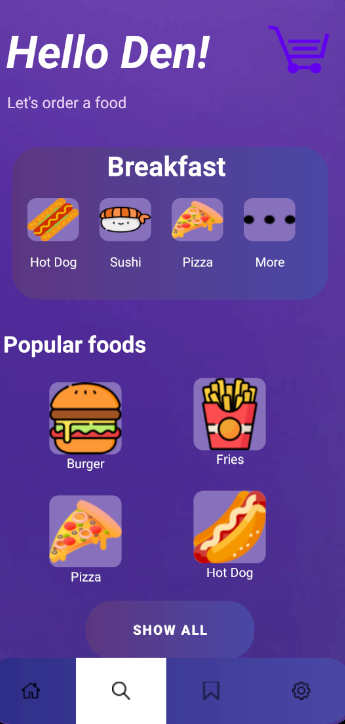 Hello Den!
Let's order a food
Breakfast
Hot Dog Sushi Pizza More
Popular foods
Burger Fries
Pizza Hot Dog
SHOW ALL